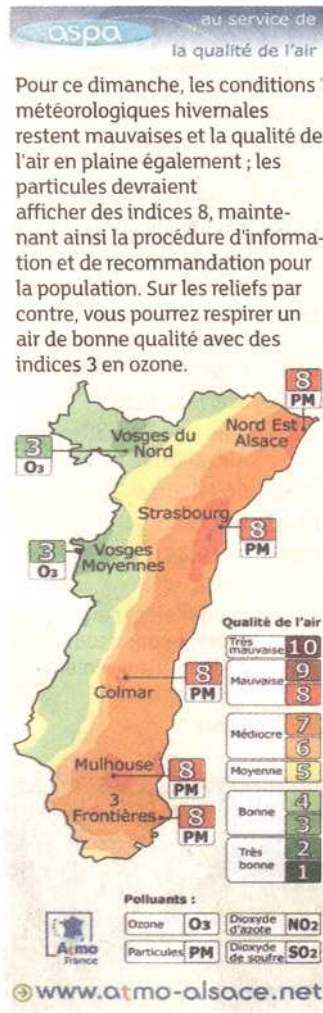 aspa
au service de
la qualité de l'air
Pour ce dimanche, les conditions
météorologiques hivernales
restent mauvaises et la qualité de
l'air en plaine également ; les
particules devraient
afficher des indices 8, mainte-
nant ainsi la procédure d'informa-
tion et de recommandation pour
la population. Sur les reliefs par
contre, vous pourrez respirer un
air de bonne qualité avec des
indices 3 en ozone.
8
PM
Nord Est
Alsace
Vosges du
Nord
3
O3
Strasbourg
8
PM
3
O3
Vosges
Moyennes
Colmar
8
PM
Mulhouse
8
PM
3
Frontières
8
PM
Qualité de l'air
Très
mauvaise 10
Mauvaise 9
8
Médiocre 7
6
Moyenne 5
Bonne 4
3
Très
bonne 2
1
Polluants :
Ozone O3
Dioxyde
d'azote NO2
Particules PM
Dioxyde
de soufre SO2
Atmo
France
www.atmo-alsace.net